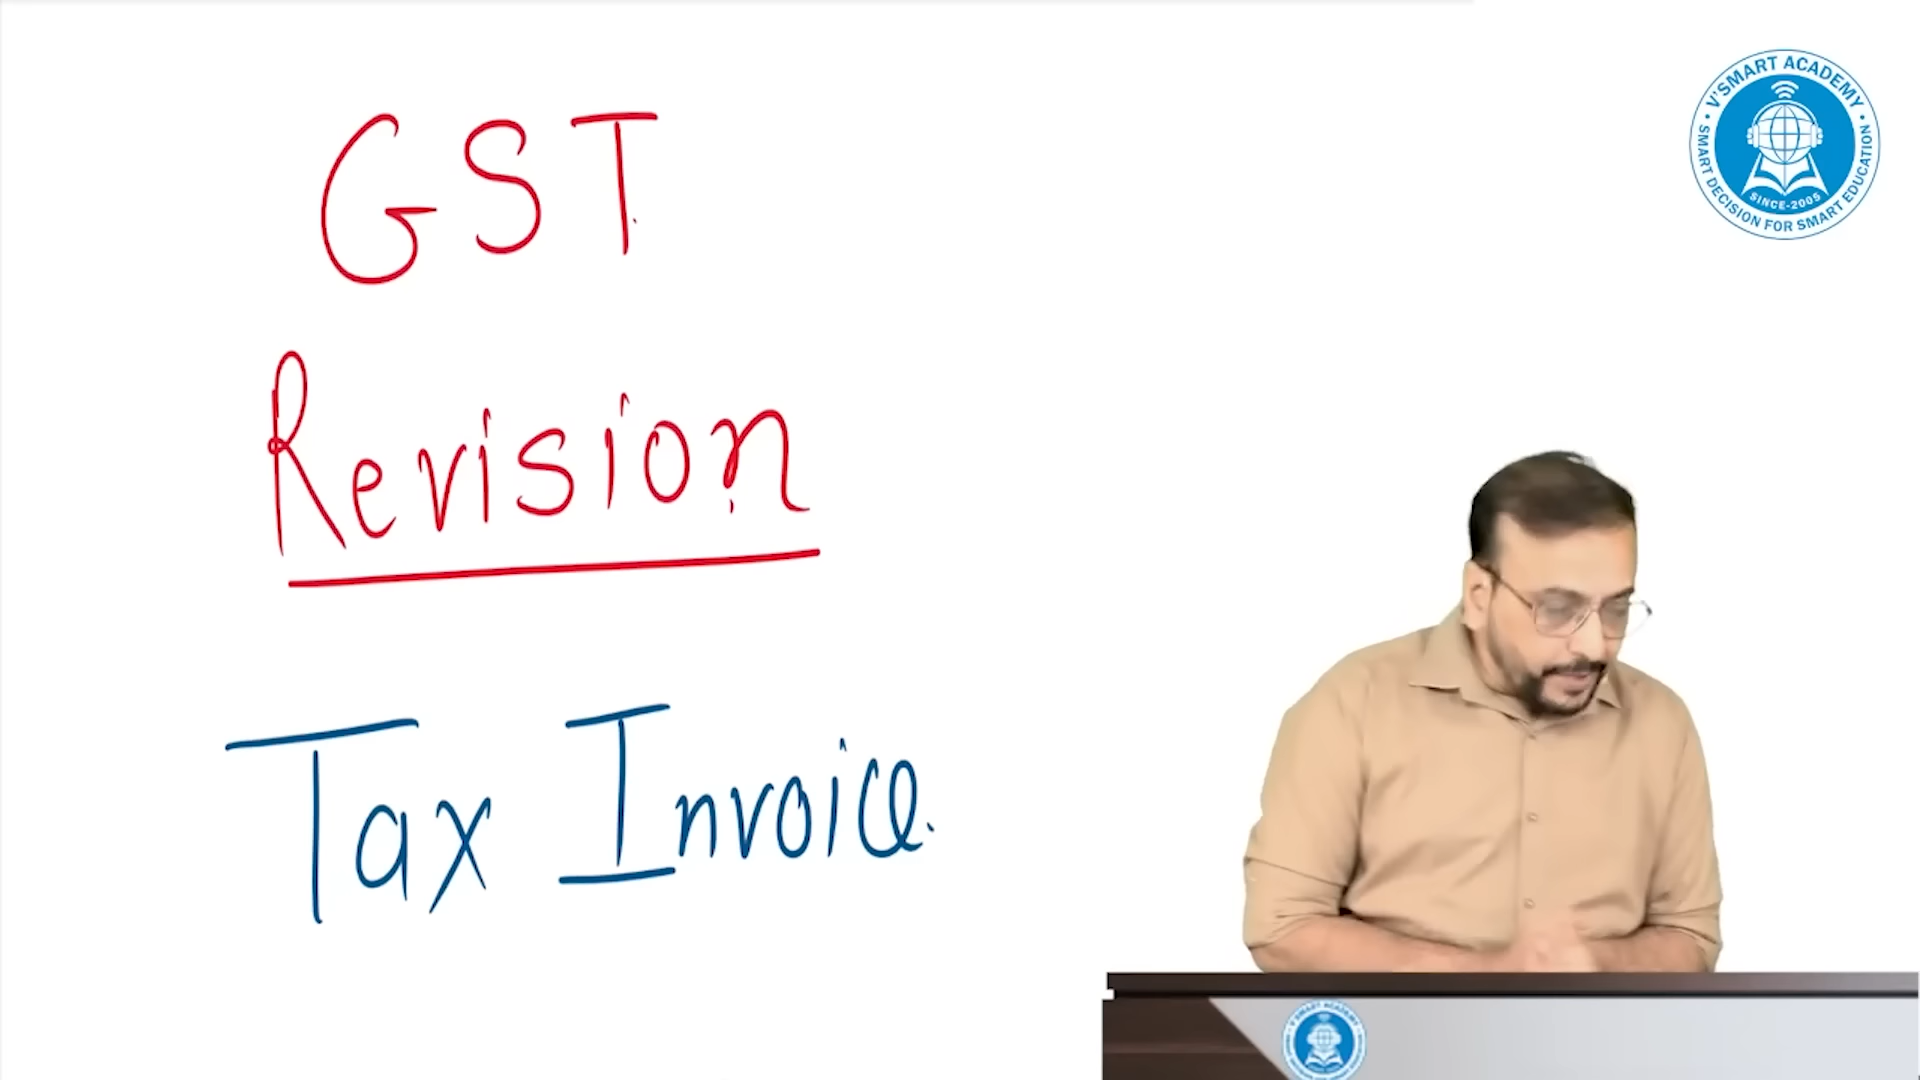 GST
Revision
Tax Invoice
V'SMART ACADEMY
SINCE-2005
SMART DECISION FOR SMART EDUCATION